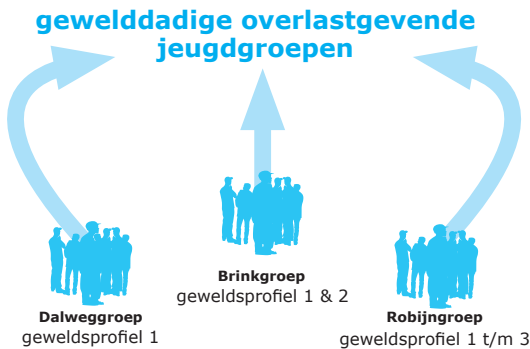 gewelddadige overlastgevende
jeugdgroepen
Brinkgroep
geweldsprofiel 1 & 2
Dalweggroep
geweldsprofiel 1
Robijngroep
geweldsprofiel 1 t/m 3